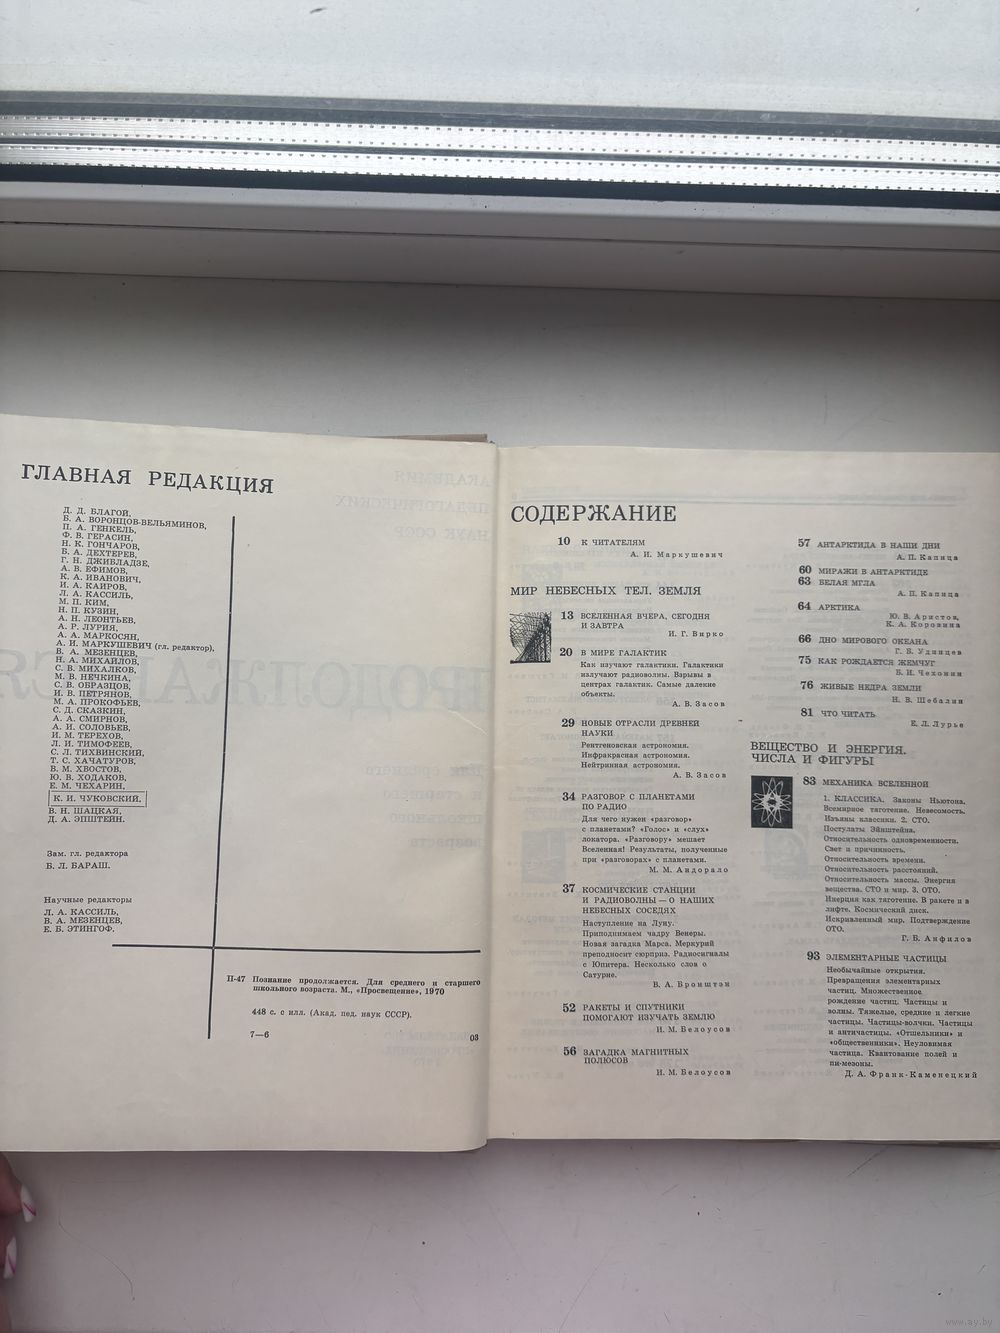 ГЛАВНАЯ РЕДАКЦИЯ
Д. Д. БЛАГОЙ,
Б. А. ВОРОНЦОВ-ВЕЛЬЯМИНОВ,
П. А. ГЕНКЕЛЬ,
Ф. В. ГЕРАСИН,
Н. К. ГОНЧАРОВ,
Б. А. ДЕХТЕРЕВ,
Г. Н. ДЖИБЛАДЗЕ,
А. В. ЕФИМОВ,
К. А. ИВАНОВИЧ,
И. А. КАИРОВ,
Л. А. КАССИЛЬ,
М. П. КИМ,
Н. П. КУЗИН,
А. Н. ЛЕОНТЬЕВ,
А. Р. ЛУРИЯ,
А. А. МАРКОСЯН,
А. И. МАРКУШЕВИЧ (гл. редактор),
В. А. МЕЗЕНЦЕВ,
Н. А. МИХАЙЛОВ,
С. В. МИХАЛКОВ,
М. В. НЕЧКИНА,
С. В. ОБРАЗЦОВ,
И. В. ПЕТРЯНОВ,
М. А. ПРОКОФЬЕВ,
С. Д. СКАЗКИН,
А. А. СМИРНОВ,
А. И. СОЛОВЬЕВ,
И. М. ТЕРЕХОВ,
Л. И. ТИМОФЕЕВ,
С. Л. ТИХВИНСКИЙ,
Т. С. ХАЧАТУРОВ,
В. М. ХВОСТОВ,
Ю. В. ХОДАКОВ,
Е. М. ЧЕХАРИН,
К. И. ЧУКОВСКИЙ,
В. Н. ШАЦКАЯ,
Д. А. ЭПШТЕЙН.
Зам. гл. редактора
Б. Л. БАРАШ.
Научные редакторы
Л. А. КАССИЛЬ,
В. А. МЕЗЕНЦЕВ,
Е. Б. ЭТИНГОФ.
П-47 Познание продолжается. Для среднего и старшего
школьного возраста. М., «Просвещение», 1970
448 с. с илл. (Акад. пед. наук СССР).
7—6
03
СОДЕРЖАНИЕ
10 К ЧИТАТЕЛЯМ
А. И. Маркушевич
МИР НЕБЕСНЫХ ТЕЛ. ЗЕМЛЯ
13 ВСЕЛЕННАЯ ВЧЕРА, СЕГОДНЯ
И ЗАВТРА
И. Г. Вирко
20 В МИРЕ ГАЛАКТИК
Как изучают галактики. Галактики
излучают радиоволны. Взрывы в
центрах галактик. Самые далекие
объекты.
А. В. Засов
29 НОВЫЕ ОТРАСЛИ ДРЕВНЕЙ
НАУКИ
Рентгеновская астрономия.
Инфракрасная астрономия.
Нейтринная астрономия.
А. В. Засов
34 РАЗГОВОР С ПЛАНЕТАМИ
ПО РАДИО
Для чего нужен «разговор»
с планетами? «Голос» и «слух»
локатора. «Разговору» мешает
Вселенная! Результаты, полученные
при «разговорах» с планетами.
М. М. Андорало
37 КОСМИЧЕСКИЕ СТАНЦИИ
И РАДИОВОЛНЫ — О НАШИХ
НЕБЕСНЫХ СОСЕДЯХ
Наступление на Луну.
Приподнимаем чадру Венеры.
Новая загадка Марса. Меркурий
преподносит сюрприз. Радиосигналы
с Юпитера. Несколько слов о
Сатурне.
В. А. Бронштэн
52 РАКЕТЫ И СПУТНИКИ
ПОМОГАЮТ ИЗУЧАТЬ ЗЕМЛЮ
И. М. Белоусов
56 ЗАГАДКА МАГНИТНЫХ
ПОЛЮСОВ
И. М. Белоусов
57 АНТАРКТИДА В НАШИ ДНИ
А. П. Капица
60 МИРАЖИ В АНТАРКТИДЕ
63 БЕЛАЯ МГЛА
А. П. Капица
64 АРКТИКА
Ю. В. Аристов,
К. А. Коровина
66 ДНО МИРОВОГО ОКЕАНА
Г. Б. Удинцев
75 КАК РОЖДАЕТСЯ ЖЕМЧУГ
Б. И. Чехонин
76 ЖИВЫЕ НЕДРА ЗЕМЛИ
Н. В. Шебалин
81 ЧТО ЧИТАТЬ
Е. Л. Лурье
ВЕЩЕСТВО И ЭНЕРГИЯ.
ЧИСЛА И ФИГУРЫ
83 МЕХАНИКА ВСЕЛЕННОЙ
1. КЛАССИКА. Законы Ньютона.
Всемирное тяготение. Невесомость.
Изъяны классики. 2. СТО.
Постулаты Эйнштейна.
Относительность одновременности.
Свет и причинность.
Относительность времени.
Относительность расстояний.
Относительность массы. Энергия
вещества. СТО и мир. 3. ОТО.
Инерция как тяготение. В ракете и в
лифте. Космический диск.
Искривленный мир. Подтверждение
ОТО.
Г. Б. Анфилов
93 ЭЛЕМЕНТАРНЫЕ ЧАСТИЦЫ
Необычайные открытия.
Превращения элементарных
частиц. Множественное
рождение частиц. Частицы и
волны. Тяжелые, средние и легкие
частицы. Частицы-волчки. Частицы
и античастицы. «Отшельники» и
«общественники». Неуловимая
частица. Квантование полей и
пи-мезоны.
Д. А. Франк-Каменецкий
www.ay.by